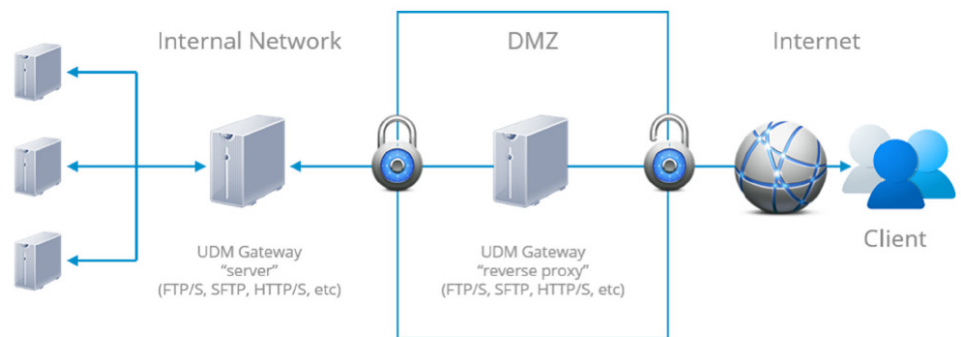 Internal Network
DMZ
Internet
UDM Gateway
"server"
(FTP/S, SFTP, HTTP/S, etc)
UDM Gateway
"reverse proxy"
(FTP/S, SFTP, HTTP/S, etc)
Client